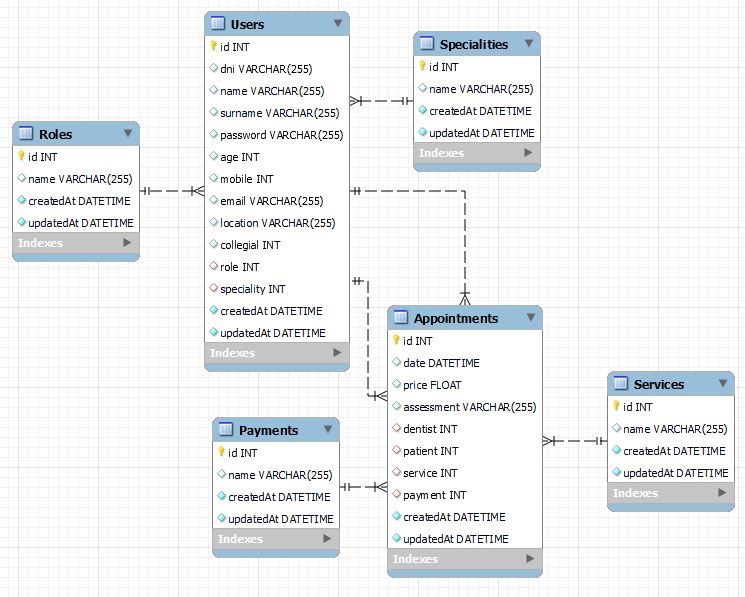 Users
id INT
dni VARCHAR(255)
name VARCHAR(255)
surname VARCHAR(255)
password VARCHAR(255)
age INT
mobile INT
email VARCHAR(255)
location VARCHAR(255)
collegial INT
role INT
speciality INT
createdAt DATETIME
updatedAt DATETIME
Indexes
Specialities
id INT
name VARCHAR(255)
createdAt DATETIME
updatedAt DATETIME
Indexes
Roles
id INT
name VARCHAR(255)
createdAt DATETIME
updatedAt DATETIME
Indexes
Appointments
id INT
date DATETIME
price FLOAT
assessment VARCHAR(255)
dentist INT
patient INT
service INT
payment INT
createdAt DATETIME
updatedAt DATETIME
Indexes
Services
id INT
name VARCHAR(255)
createdAt DATETIME
updatedAt DATETIME
Indexes
Payments
id INT
name VARCHAR(255)
createdAt DATETIME
updatedAt DATETIME
Indexes